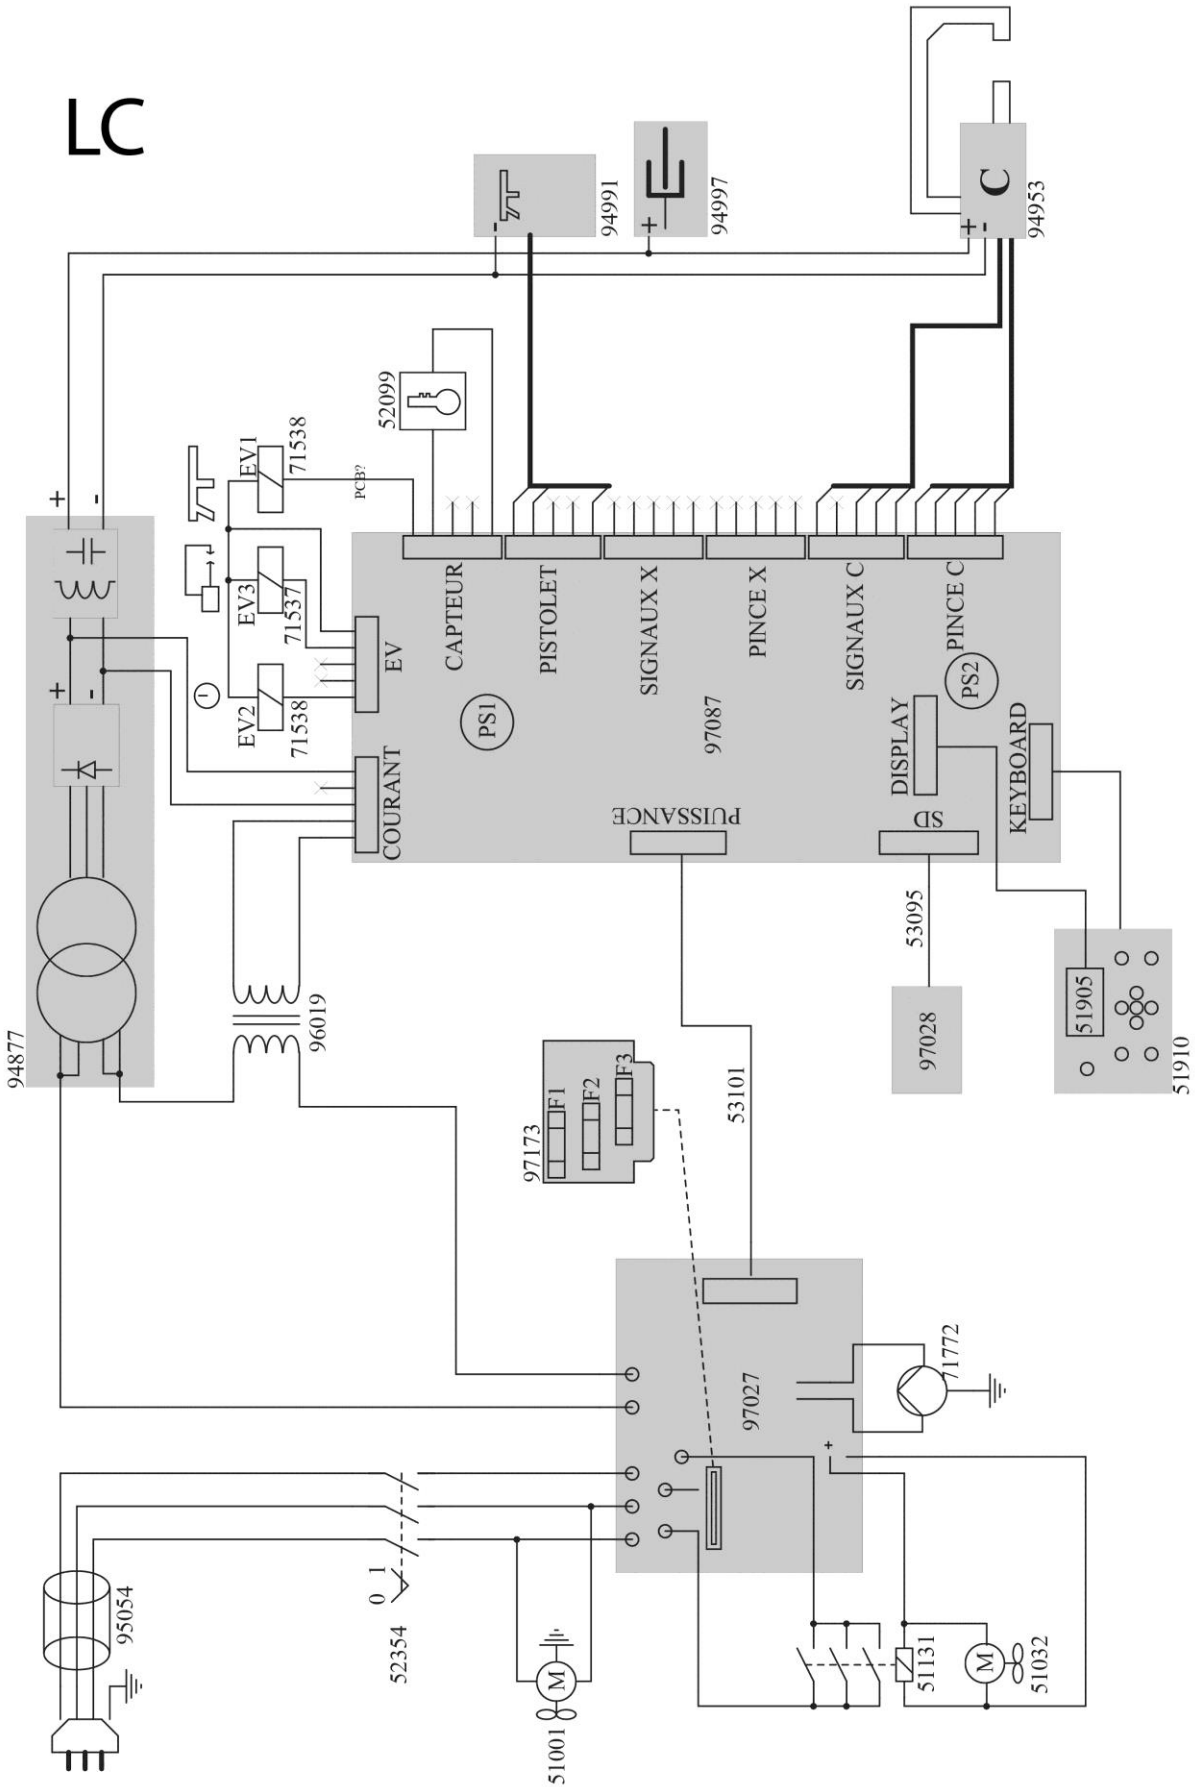 LC
94991
94997
C
+
-
94953
-
+
52099
EV1
71538
PCB?
EV3
71537
EV2
71538
+
-
+
-
94877
EV
CAPTEUR
PISTOLET
SIGNAUX X
PINCE X
SIGNAUX C
PINCE C
PS1
PS2
97087
COURANT
PUISSANCE
DISPLAY
SD
KEYBOARD
96019
53095
97028
51905
51910
97173
F1
F2
F3
53101
97027
+
71772
95054
0 1
52354
M
51001
51131
M
51032